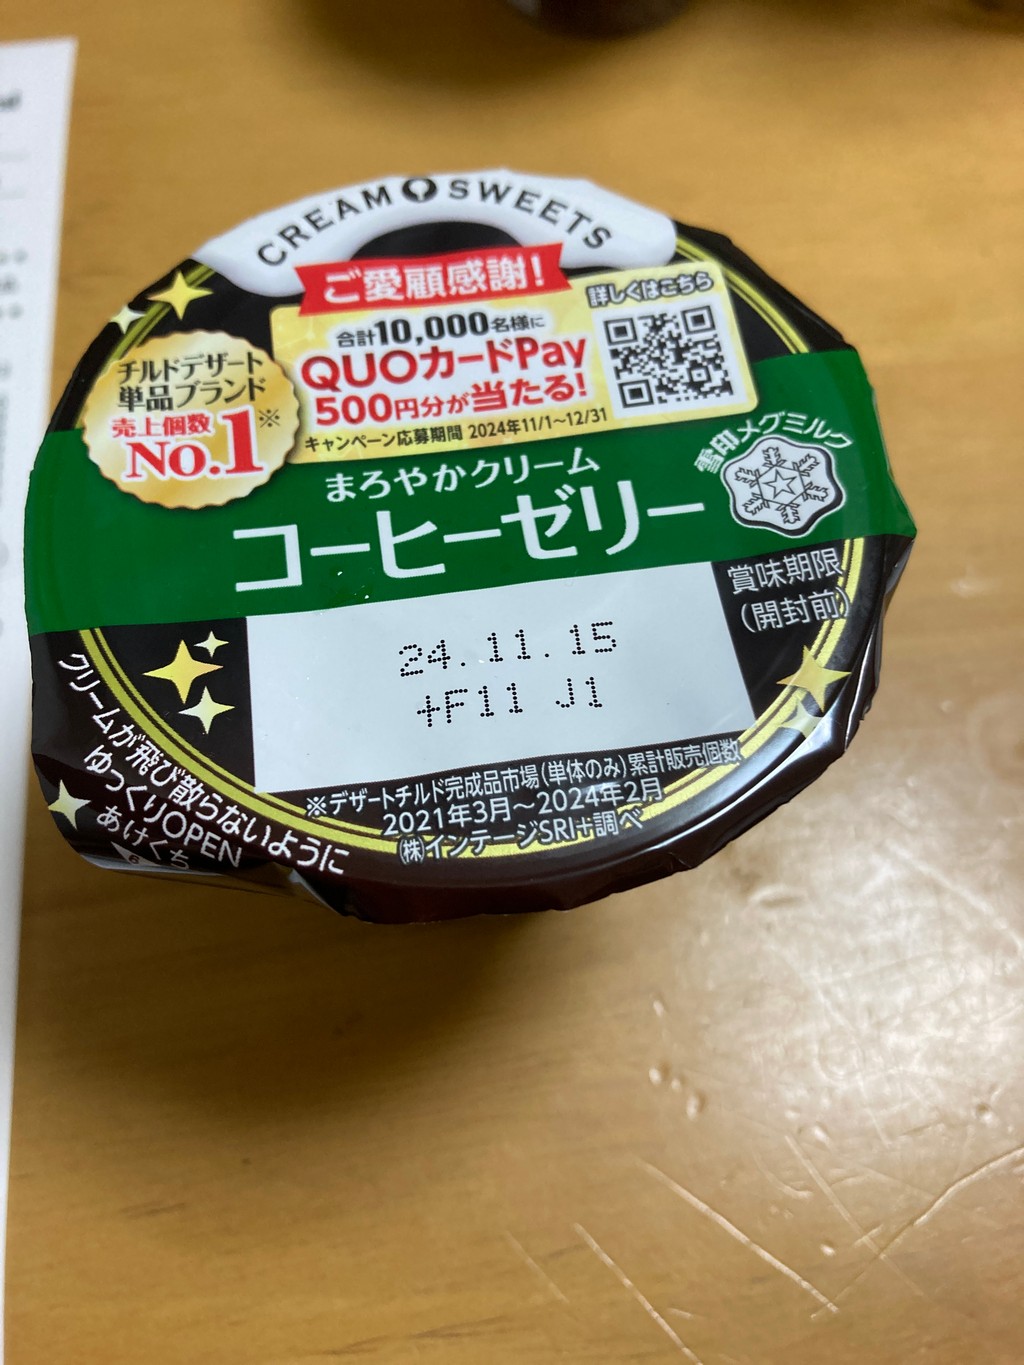 CREAM SWEETS
ご愛顧感謝!
合計10,000名様に
QUOカードPay
500円分が当たる!
キャンペーン応募期間 2024年11/1~12/31
詳しくはこちら
チルドデザート
単品ブランド
売上個数
No.1※
雪印メグミルク
まろやかクリーム
コーヒーゼリー
賞味期限
(開封前)
24.11.15
+F11 J1
※デザートチルド完成品市場(単体のみ)累計販売個数
2021年3月~2024年2月
(株)インテージSRI+調べ
クリームが飛び散らないように
ゆっくりOPEN
あけくち
6